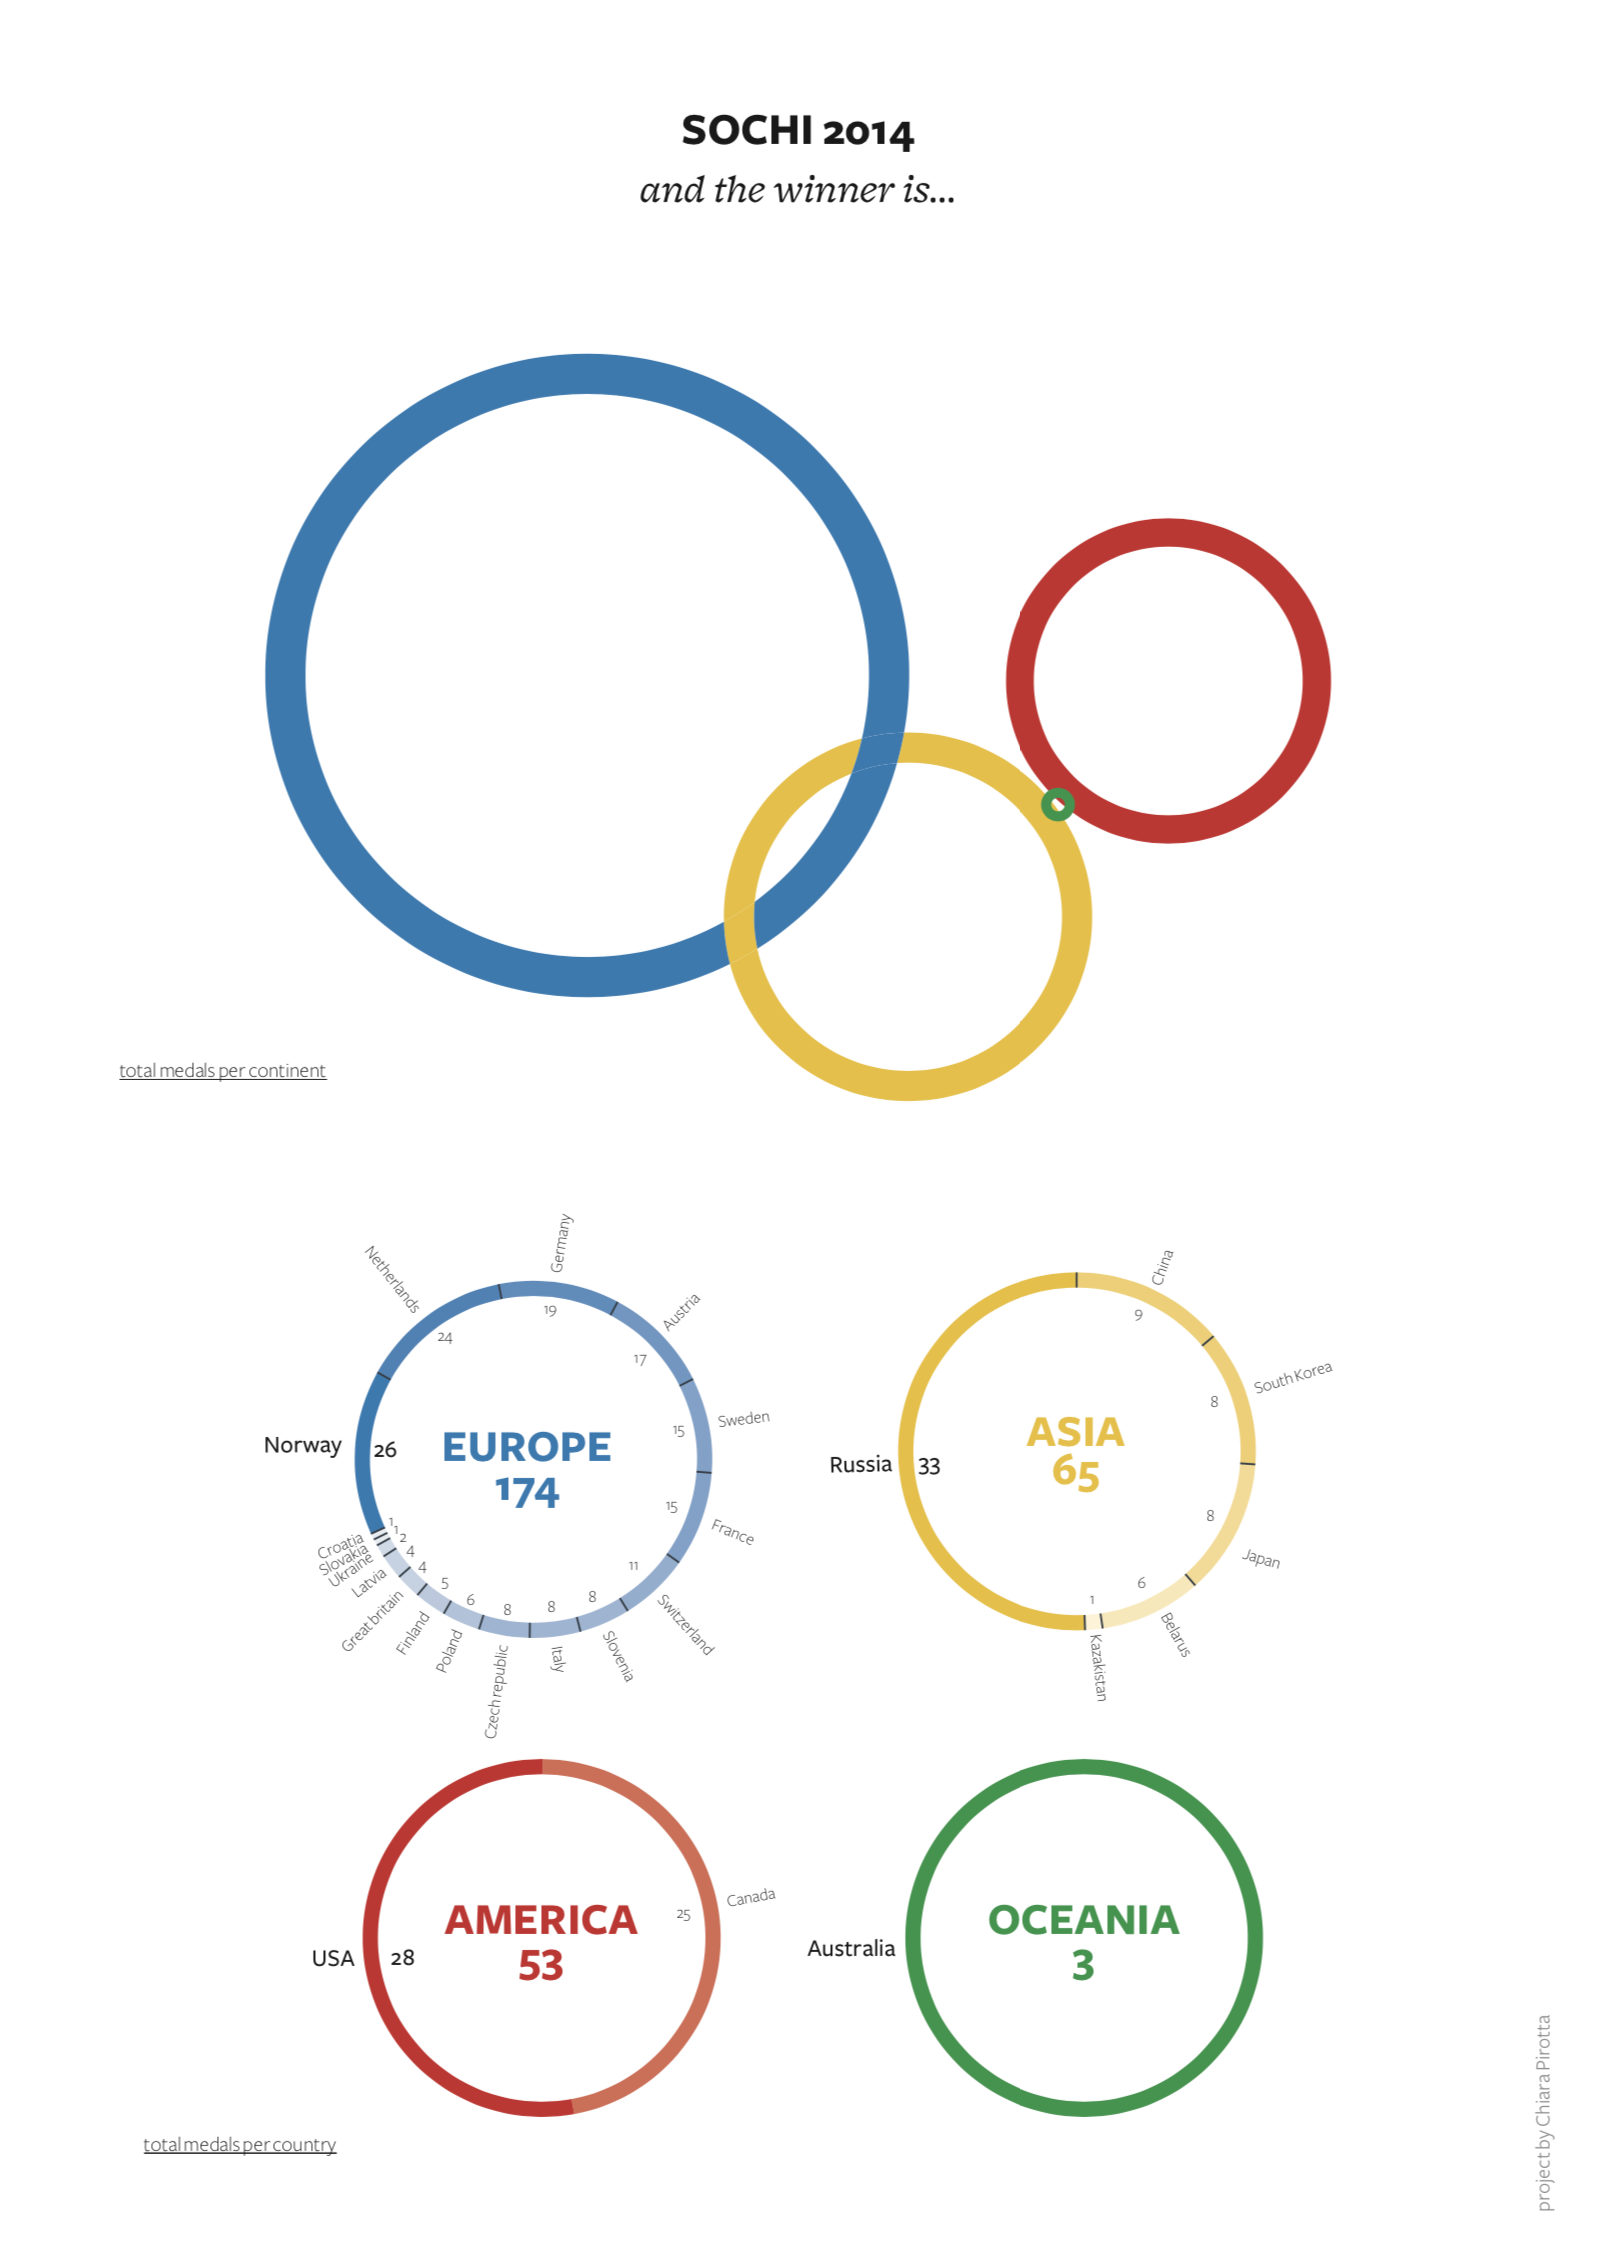 SOCHI 2014
and the winner is...
total medals per continent
Netherlands
24
Germany
19
Austria
17
Sweden
15
France
15
Switzerland
11
Slovenia
8
Italy
8
Czech republic
8
Poland
6
Finland
5
Great britain
4
Latvia
4
Ukraine
2
Slovakia
1
Croatia
1
Norway
26
EUROPE
174
China
9
South Korea
8
Japan
8
Belarus
6
Kazakistan
1
Russia
33
ASIA
65
USA
28
AMERICA
53
Canada
25
Australia
OCEANIA
3
total medals per country
project by Chiara Pirotta